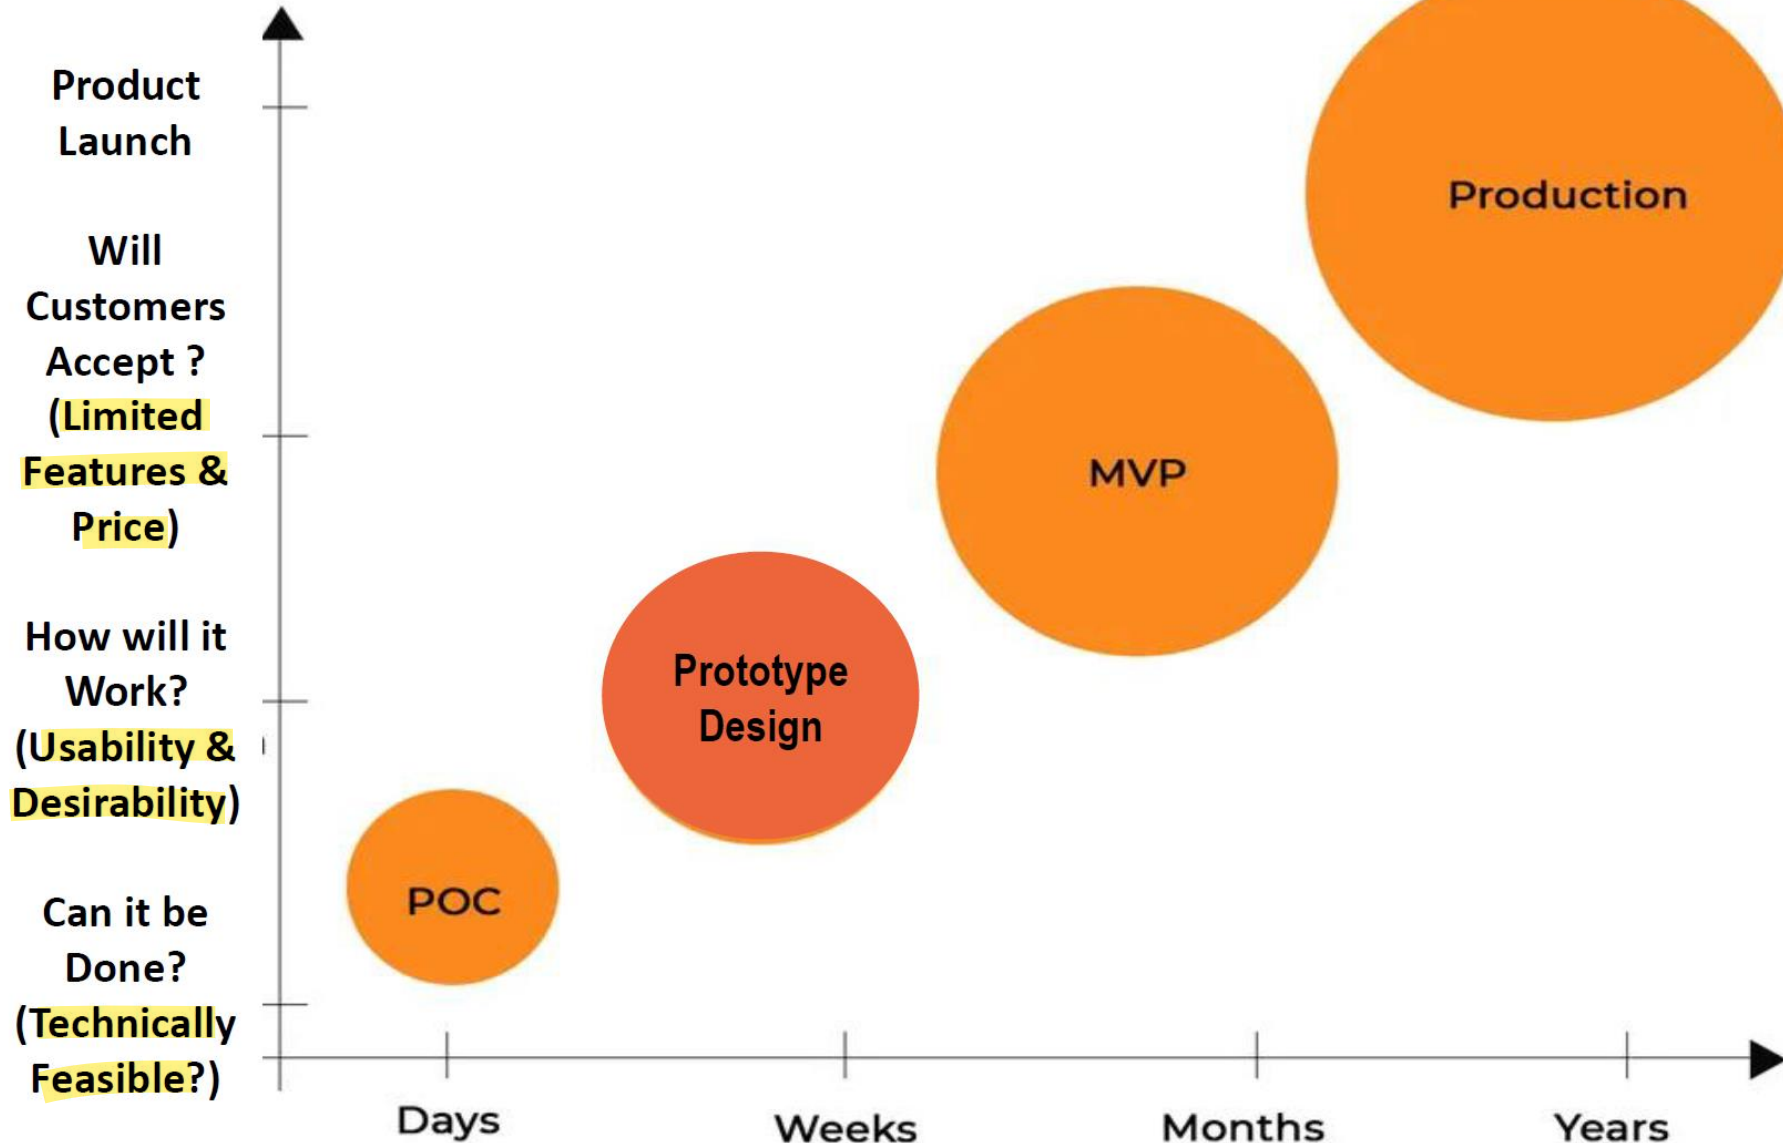 Product
Launch
Will
Customers
Accept ?
(Limited
Features &
Price)
How will it
Work?
(Usability &
Desirability)
Can it be
Done?
(Technically
Feasible?)
Production
MVP
Prototype
Design
POC
Days
Weeks
Months
Years